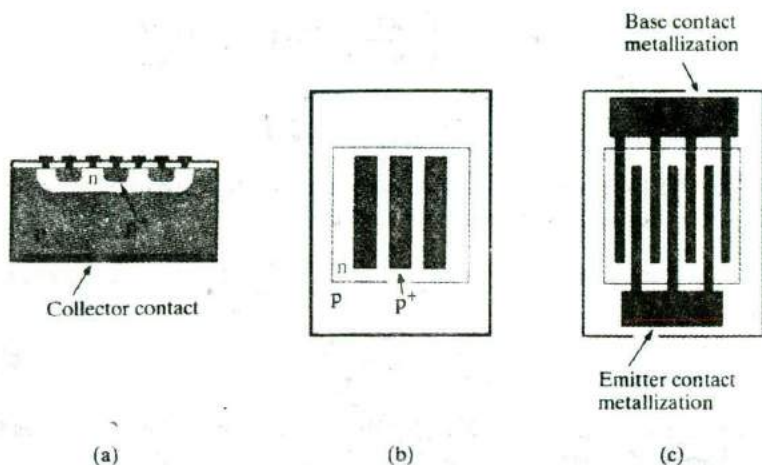 Base contact
metallization
n
Collector contact
n
p
p+
Emitter contact
metallization
(a)
(b)
(c)